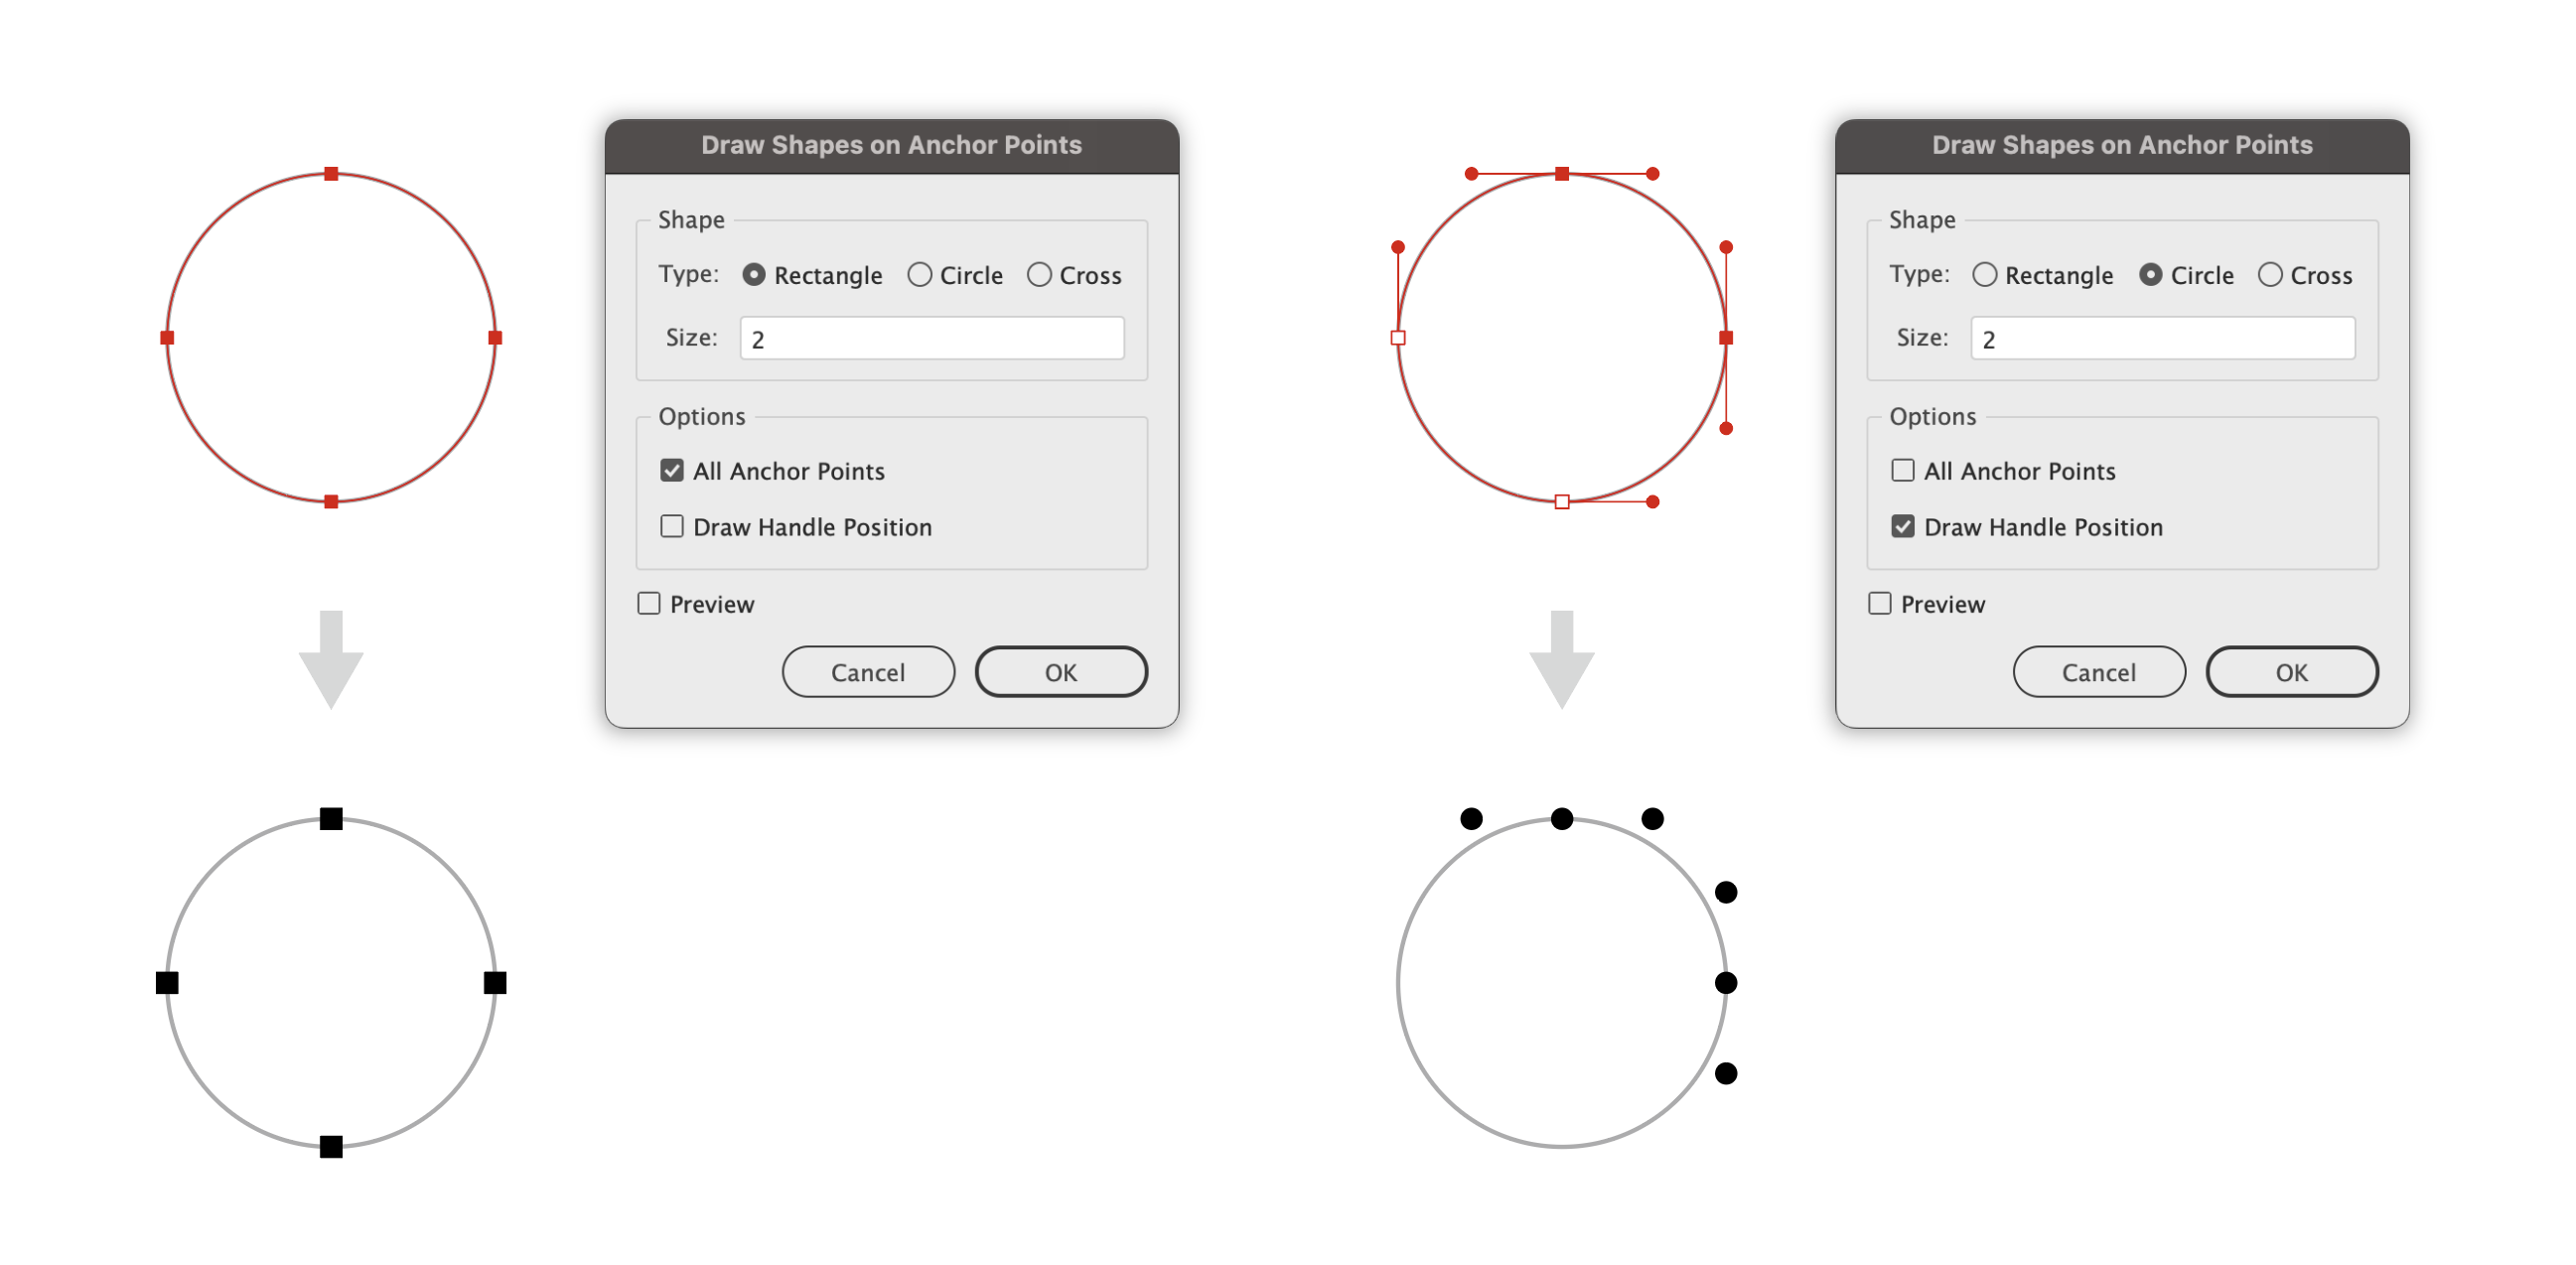 Draw Shapes on Anchor Points
Shape
Type: Rectangle Circle Cross
Size: 2
Options
All Anchor Points
Draw Handle Position
Preview
Cancel OK
Draw Shapes on Anchor Points
Shape
Type: Rectangle Circle Cross
Size: 2
Options
All Anchor Points
Draw Handle Position
Preview
Cancel OK